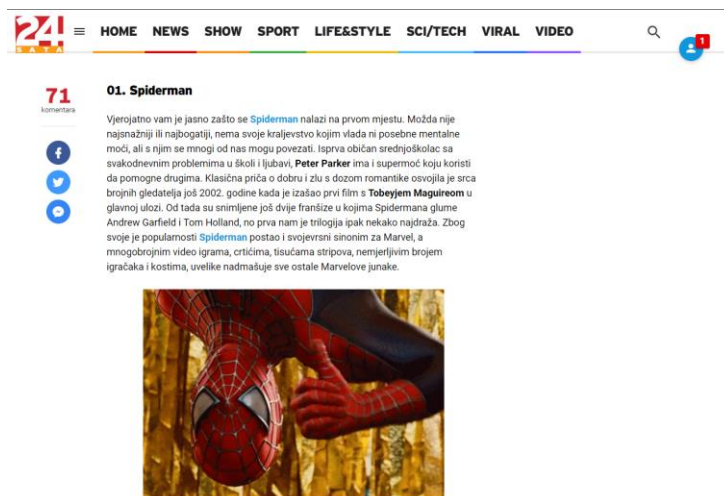 24
SATA
HOME NEWS SHOW SPORT LIFE&STYLE SCI/TECH VIRAL VIDEO
1
71
komentara
01. Spiderman
Vjerojatno vam je jasno zašto se Spiderman nalazi na prvom mjestu. Možda nije
najsnažniji ili najbogatiji, nema svoje kraljevstvo kojim vlada ni posebne mentalne
moći, ali s njim se mnogi od nas mogu povezati. Isprva običan srednjoškolac sa
svakodnevnim problemima u školi i ljubavi, Peter Parker ima i supermoć koju koristi
da pomogne drugima. Klasična priča o dobru i zlu s dozom romantike osvojila je srca
brojnih gledatelja još 2002. godine kada je izašao prvi film s Tobeyjem Maguireom u
glavnoj ulozi. Od tada su snimljene još dvije franšize u kojima Spidermana glume
Andrew Garfield i Tom Holland, no prva nam je trilogija ipak nekako najdraža. Zbog
svoje je popularnosti Spiderman postao i svojevrsni sinonim za Marvel, a
mnogobrojnim video igrama, crtićima, tisućama stripova, nemjerljivim brojem
igračaka i kostima, uvelike nadmašuje sve ostale Marvelove junake.